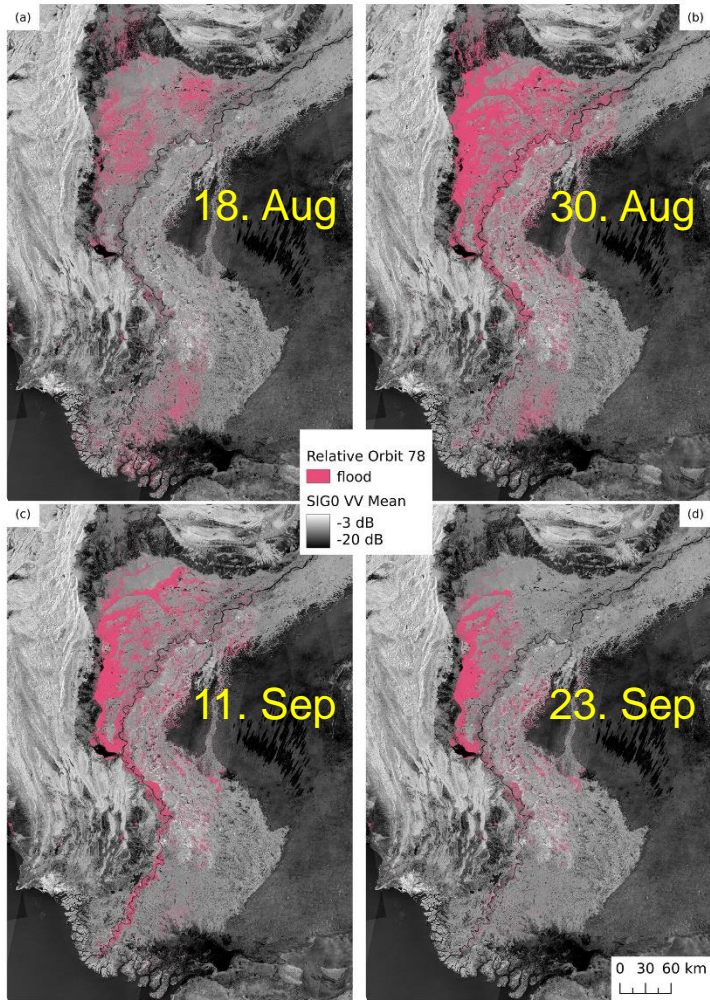 (a)
(b)
18. Aug
30. Aug
Relative Orbit 78
flood
SIG0 VV Mean
-3 dB
-20 dB
(c)
(d)
11. Sep
23. Sep
0 30 60 km